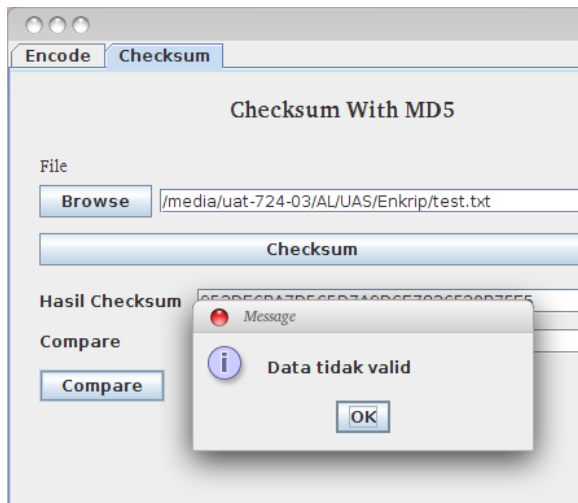 Encode Checksum
Checksum With MD5
File
Browse /media/uat-724-03/AL/UAS/Enkrip/test.txt
Checksum
Hasil Checksum
Message
Compare
Data tidak valid
Compare
OK